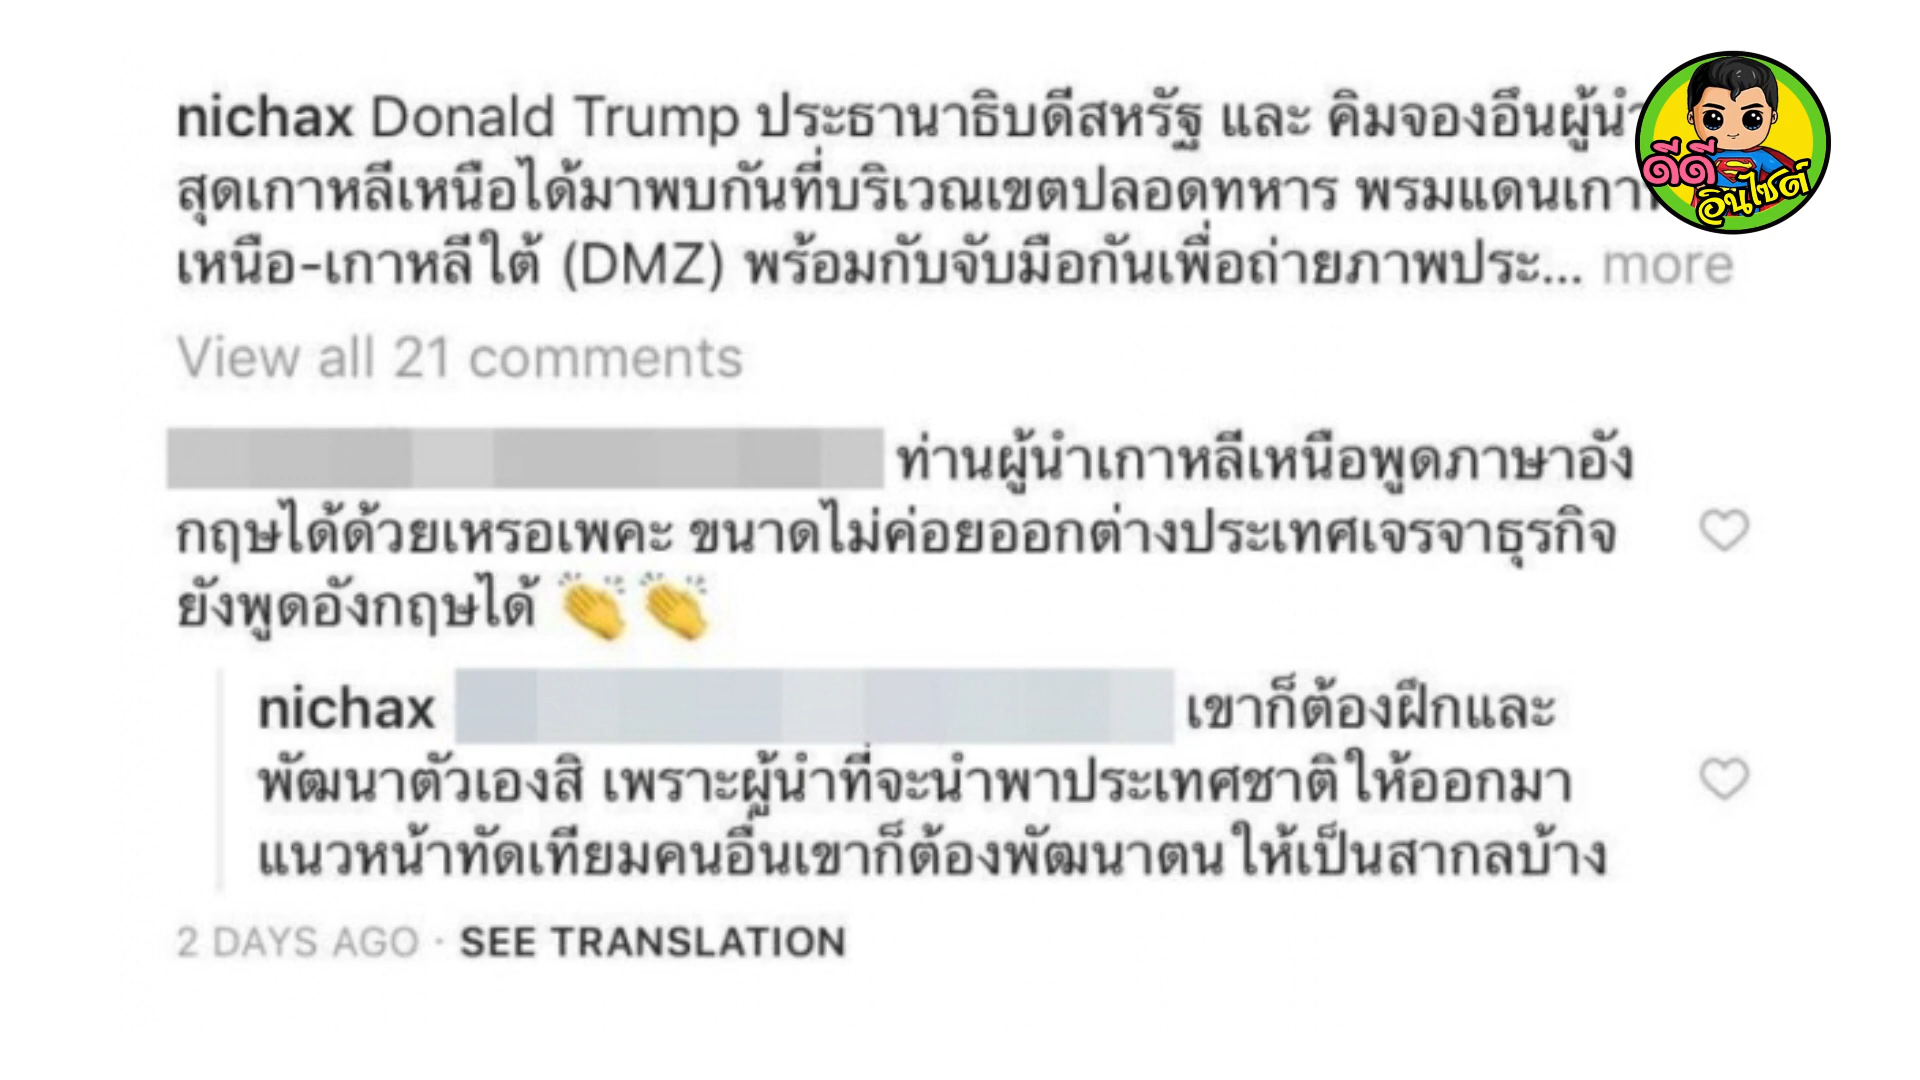 nichax Donald Trump ประธานาธิบดีสหรัฐ และ คิมจองอึนผู้นำ
สุดเกาหลีเหนือได้มาพบกันที่บริเวณเขตปลอดทหาร พรมแดนเกา
เหนือ-เกาหลีใต้ (DMZ) พร้อมกับจับมือกันเพื่อถ่ายภาพประ... more
ดีดี
อินไซด์
View all 21 comments
ท่านผู้นำเกาหลีเหนือพูดภาษาอัง
กฤษได้ด้วยเหรอเพคะ ขนาดไม่ค่อยออกต่างประเทศเจรจาธุรกิจ
ยังพูดอังกฤษได้ 👏👏
nichax เขาก็ต้องฝึกและ
พัฒนาตัวเองสิ เพราะผู้นำที่จะนำพาประเทศชาติให้ออกมา
แนวหน้าทัดเทียมคนอื่นเขาก็ต้องพัฒนาตนให้เป็นสากลบ้าง
2 DAYS AGO · SEE TRANSLATION